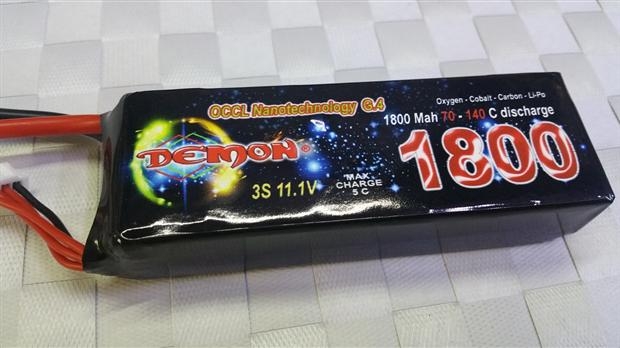 OCCL Nanotechnology G.4
Oxygen - Cobalt - Carbon - Li-Po
1800 Mah 70 - 140 C discharge
DEMON®
1800
3S 11.1V
MAX
CHARGE
5 C